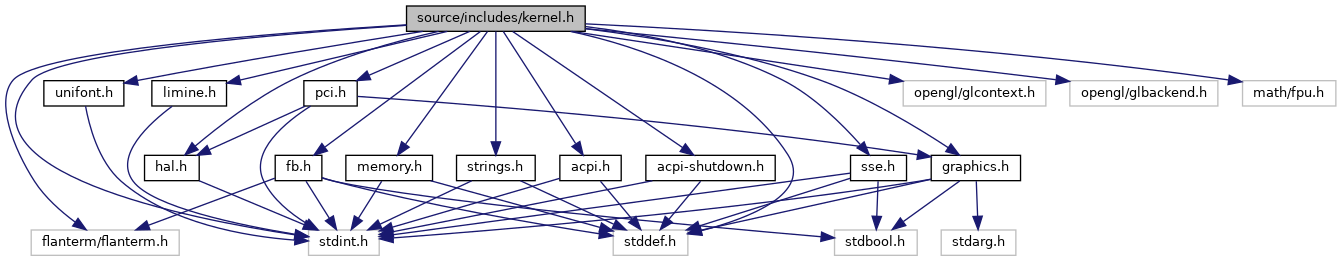 source/includes/kernel.h
unifont.h
limine.h
pci.h
opengl/glcontext.h
opengl/glbackend.h
math/fpu.h
hal.h
fb.h
memory.h
strings.h
acpi.h
acpi-shutdown.h
sse.h
graphics.h
flanterm/flanterm.h
stdint.h
stddef.h
stdbool.h
stdarg.h